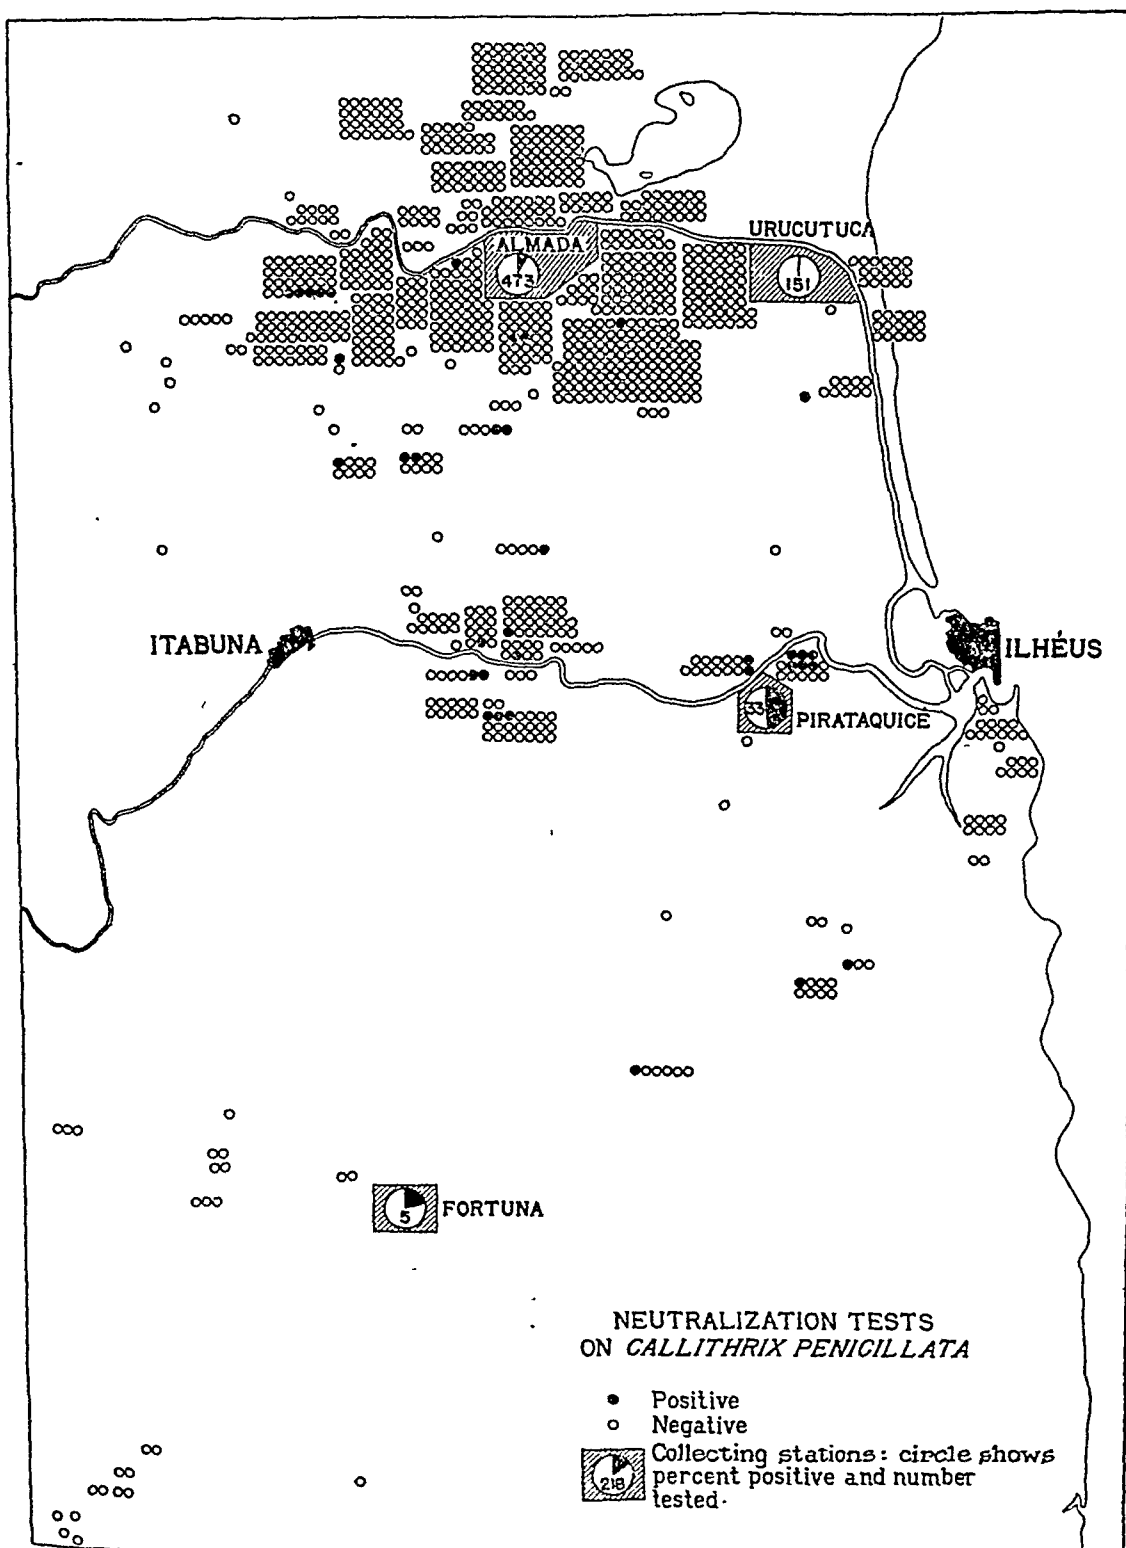 URUCUTUCA
ALMADA
473
151
ITABUNA
ILHÉUS
33
PIRATAQUICÊ
5
FORTUNA
NEUTRALIZATION TESTS
ON CALLITHRIX PENICILLATA
Positive
Negative
Collecting stations: circle shows
percent positive and number
tested.
218